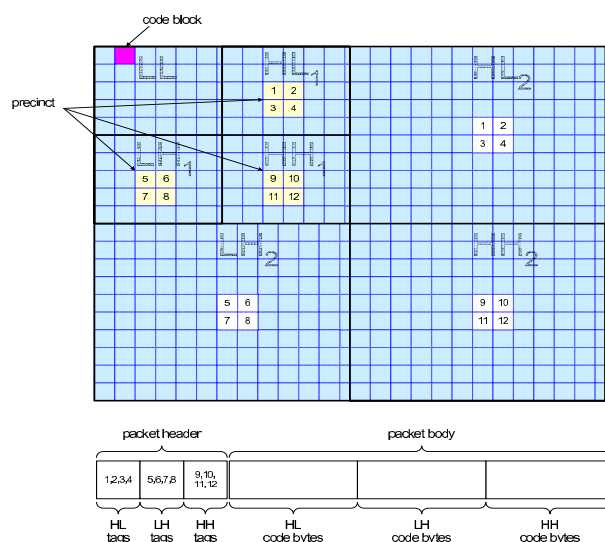 code block
LL
HL1
HL2
precinct
1 2
3 4
1 2
3 4
LH1
HH1
5 6
7 8
9 10
11 12
LH2
HH2
5 6
7 8
9 10
11 12
packet header
packet body
1,2,3,4
5,6,7,8
9,10,
11,12
HL
tags
LH
tags
HH
tags
HL
code bytes
LH
code bytes
HH
code bytes